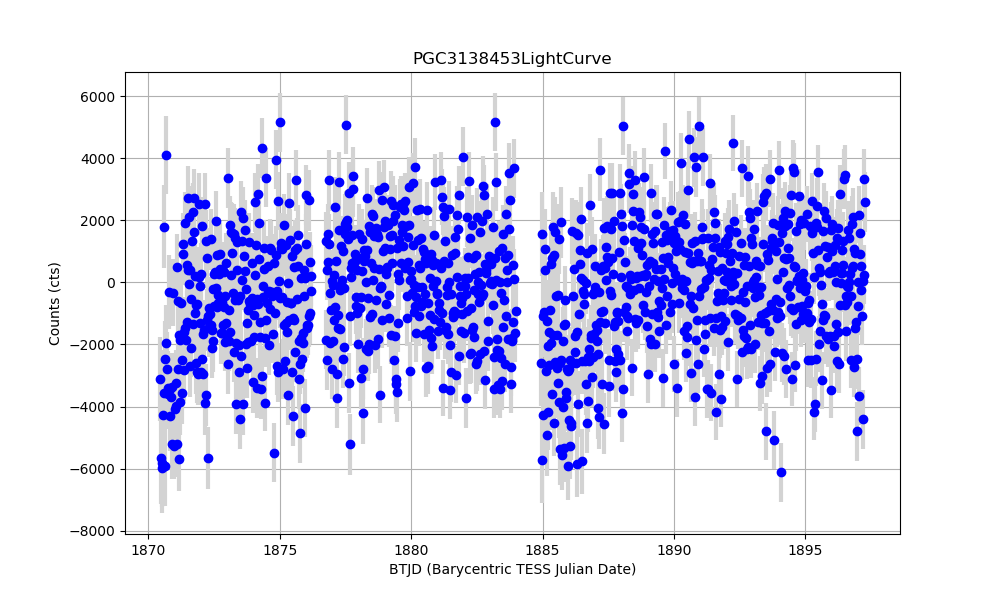 PGC3138453LightCurve
6000
4000
2000
0
−2000
−4000
−6000
−8000
Counts (cts)
1870 1875 1880 1885 1890 1895
BTJD (Barycentric TESS Julian Date)